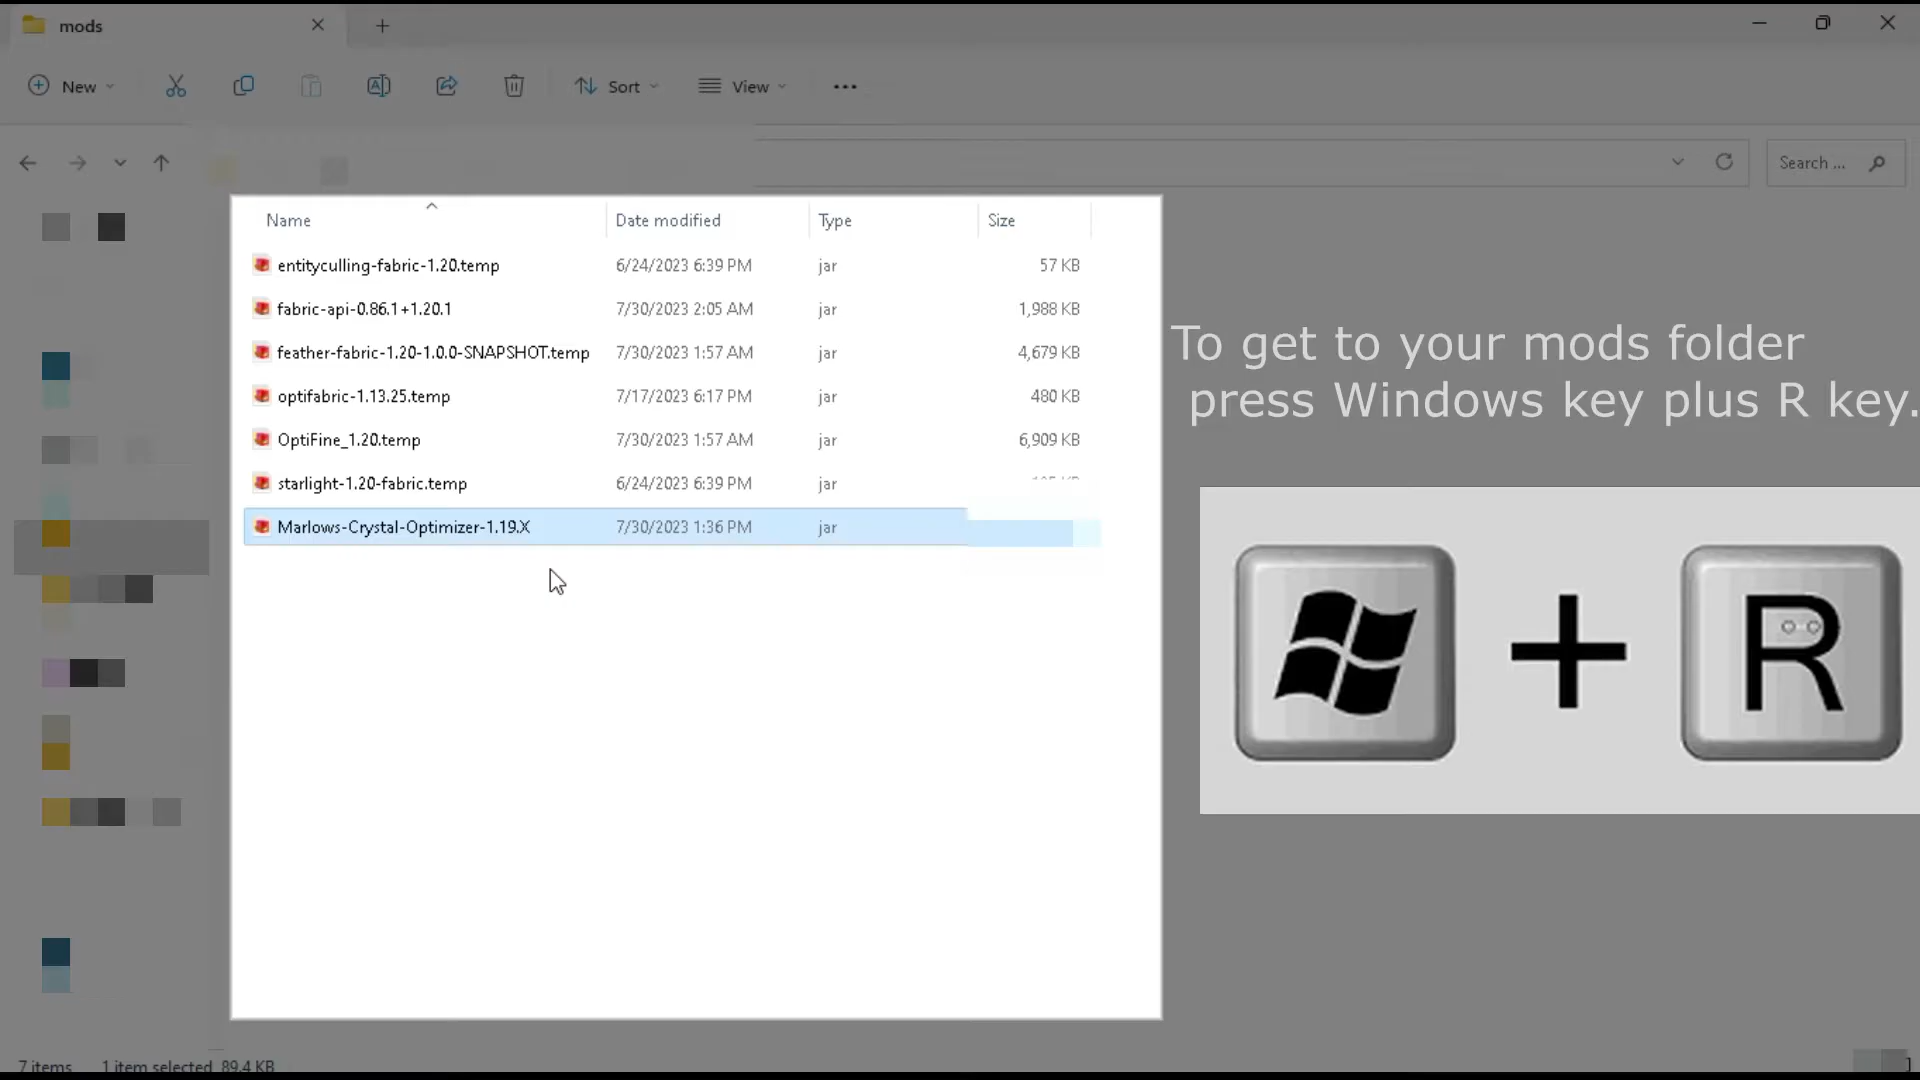 mods
New
Sort
View
Search ...
Name Date modified Type Size
entityculling-fabric-1.20.temp 6/24/2023 6:39 PM jar 57 KB
fabric-api-0.86.1+1.20.1 7/30/2023 2:05 AM jar 1,988 KB
feather-fabric-1.20-1.0.0-SNAPSHOT.temp 7/30/2023 1:57 AM jar 4,679 KB
optifabric-1.13.25.temp 7/17/2023 6:17 PM jar 480 KB
OptiFine_1.20.temp 7/30/2023 1:57 AM jar 6,909 KB
starlight-1.20-fabric.temp 6/24/2023 6:39 PM jar
Marlows-Crystal-Optimizer-1.19.X 7/30/2023 1:36 PM jar
To get to your mods folder
press Windows key plus R key.
+ R
7 items 1 item selected 89.4 KB